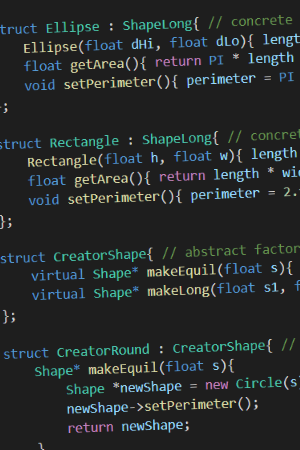 truct Ellipse : ShapeLong{ // concrete
Ellipse(float dHi, float dLo){ lengt
float getArea(){ return PI * length
void setPerimeter(){ perimeter = PI
};
struct Rectangle : ShapeLong{ // concret
Rectangle(float h, float w){ length
float getArea(){ return length * wid
void setPerimeter(){ perimeter = 2.
};
struct CreatorShape{ // abstract factor
virtual Shape* makeEquil(float s){
virtual Shape* makeLong(float s1, f
};
struct CreatorRound : CreatorShape{ //
Shape* makeEquil(float s){
Shape *newShape = new Circle(s
newShape->setPerimeter();
return newShape;
}